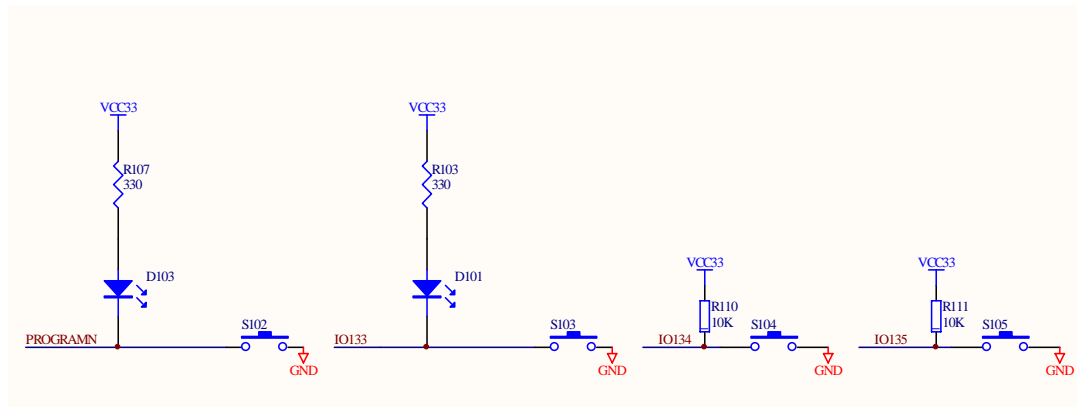 VCC33
R107
330
D103
PROGRAMN
S102
GND
VCC33
R103
330
D101
IO133
S103
GND
VCC33
R110
10K
IO134
S104
GND
VCC33
R111
10K
IO135
S105
GND